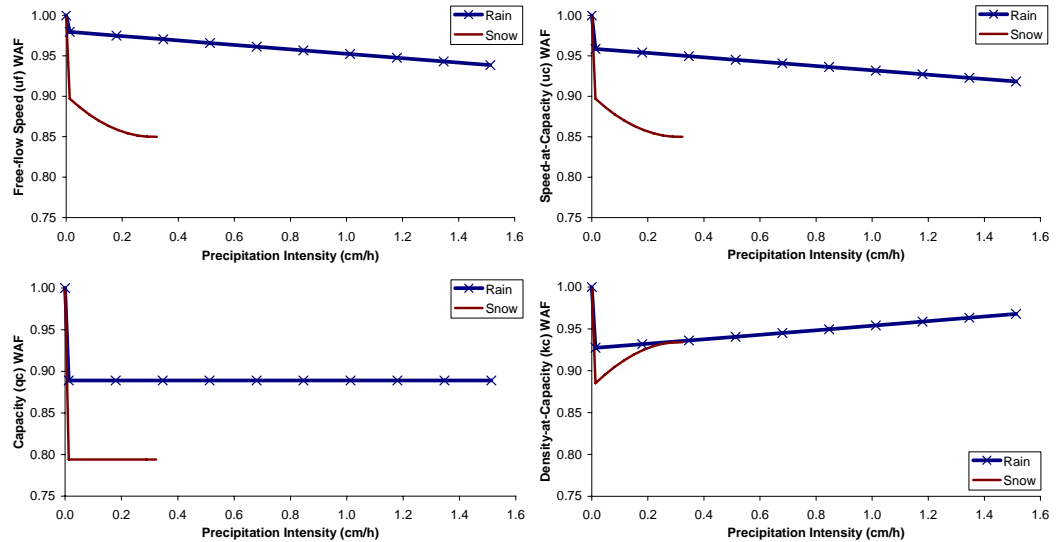 1.00
0.95
0.90
0.85
0.80
0.75
Free-flow Speed (uf) WAF
Rain
Snow
0.0 0.2 0.4 0.6 0.8 1.0 1.2 1.4 1.6
Precipitation Intensity (cm/h)
1.00
0.95
0.90
0.85
0.80
0.75
Speed-at-Capacity (uc) WAF
Rain
Snow
0.0 0.2 0.4 0.6 0.8 1.0 1.2 1.4 1.6
Precipitation Intensity (cm/h)
1.00
0.95
0.90
0.85
0.80
0.75
Capacity (qc) WAF
Rain
Snow
0.0 0.2 0.4 0.6 0.8 1.0 1.2 1.4 1.6
Precipitation Intensity (cm/h)
1.00
0.95
0.90
0.85
0.80
0.75
Density-at-Capacity (kc) WAF
Rain
Snow
0.0 0.2 0.4 0.6 0.8 1.0 1.2 1.4 1.6
Precipitation Intensity (cm/h)